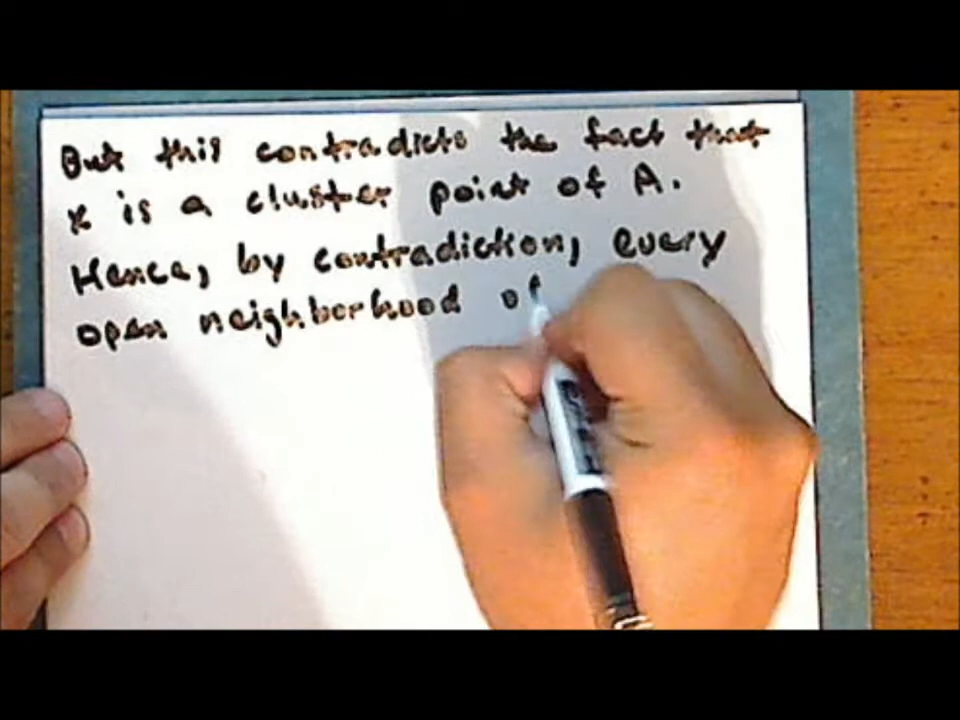 But this contradicts the fact that
x is a cluster point of A.
Hence, by contradiction, every
open neighborhood of